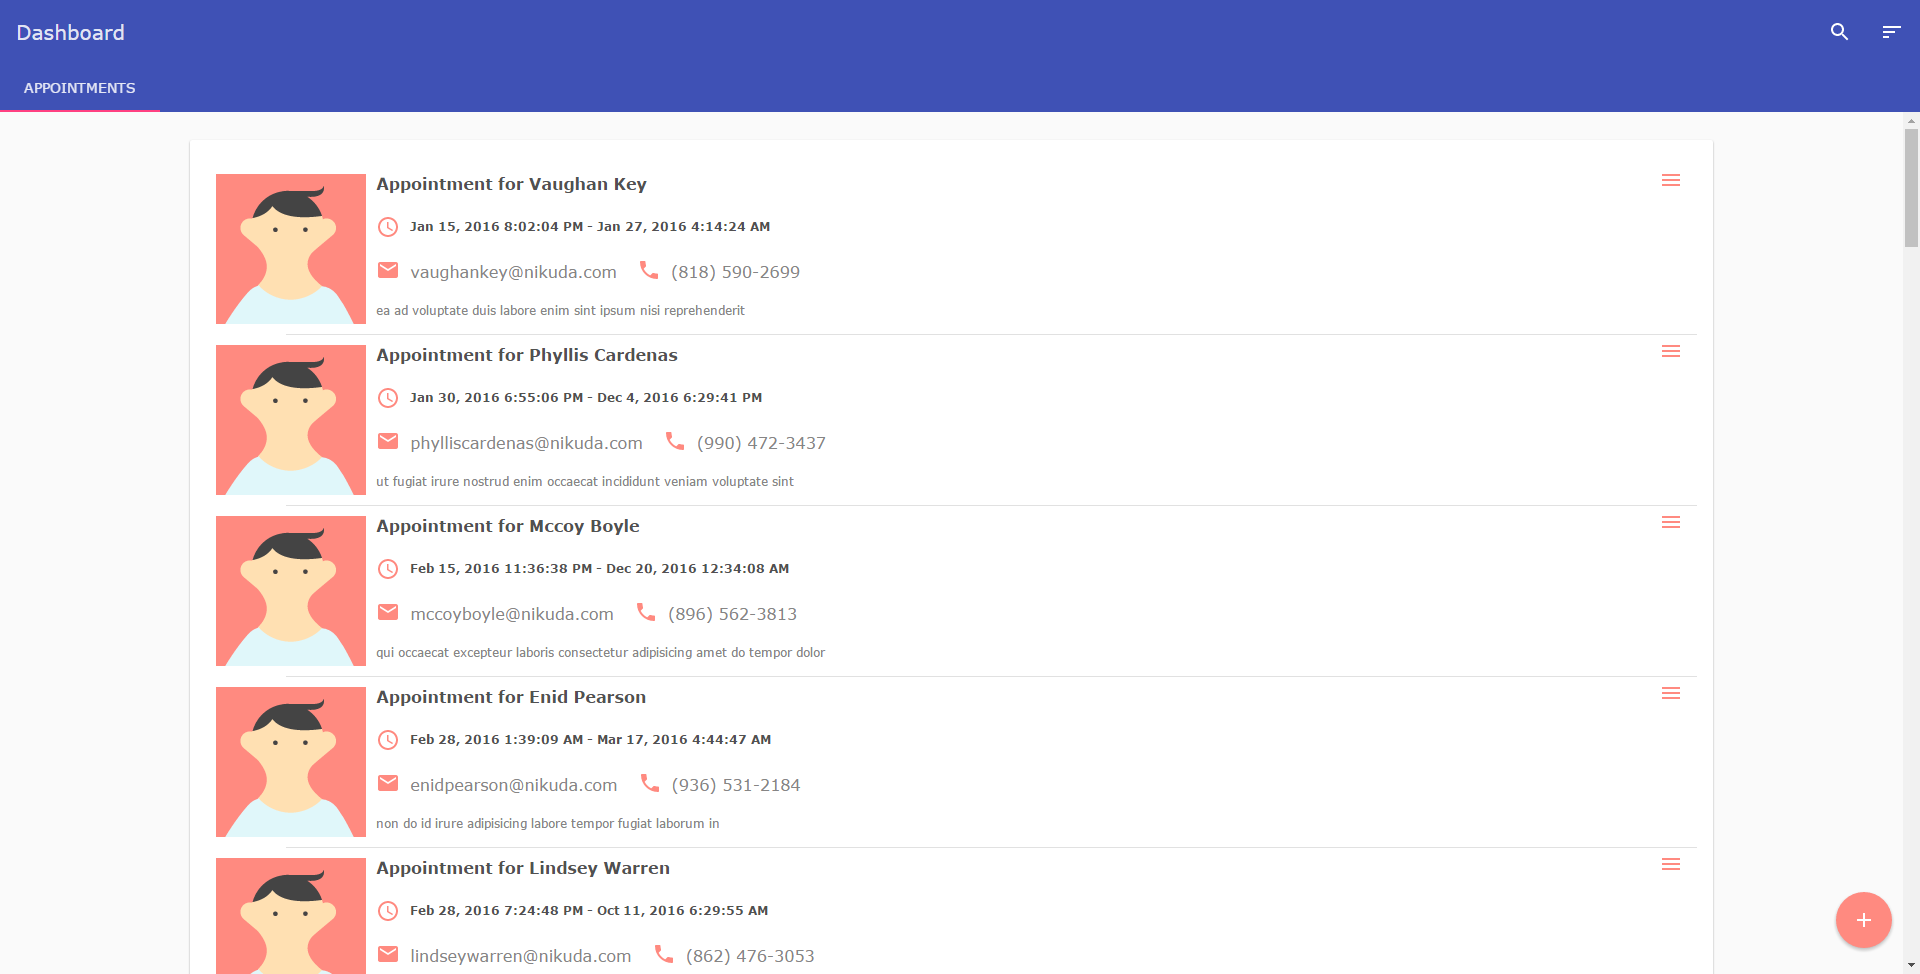 Dashboard
APPOINTMENTS
Appointment for Vaughan Key
Jan 15, 2016 8:02:04 PM - Jan 27, 2016 4:14:24 AM
vaughankey@nikuda.com (818) 590-2699
ea ad voluptate duis labore enim sint ipsum nisi reprehenderit
Appointment for Phyllis Cardenas
Jan 30, 2016 6:55:06 PM - Dec 4, 2016 6:29:41 PM
phylliscardenas@nikuda.com (990) 472-3437
ut fugiat irure nostrud enim occaecat incididunt veniam voluptate sint
Appointment for Mccoy Boyle
Feb 15, 2016 11:36:38 PM - Dec 20, 2016 12:34:08 AM
mccoyboyle@nikuda.com (896) 562-3813
qui occaecat excepteur laboris consectetur adipisicing amet do tempor dolor
Appointment for Enid Pearson
Feb 28, 2016 1:39:09 AM - Mar 17, 2016 4:44:47 AM
enidpearson@nikuda.com (936) 531-2184
non do id irure adipisicing labore tempor fugiat laborum in
Appointment for Lindsey Warren
Feb 28, 2016 7:24:48 PM - Oct 11, 2016 6:29:55 AM
lindseywarren@nikuda.com (862) 476-3053